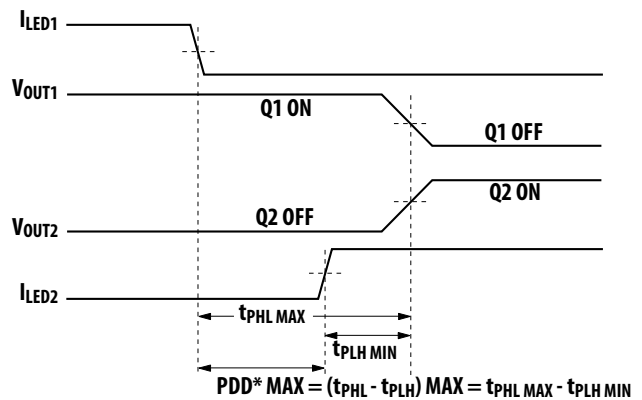 ILED1
VOUT1
Q1 ON
Q1 OFF
Q2 ON
Q2 OFF
VOUT2
ILED2
tPHL MAX
tPLH MIN
PDD* MAX = (tPHL - tPLH) MAX = tPHL MAX - tPLH MIN